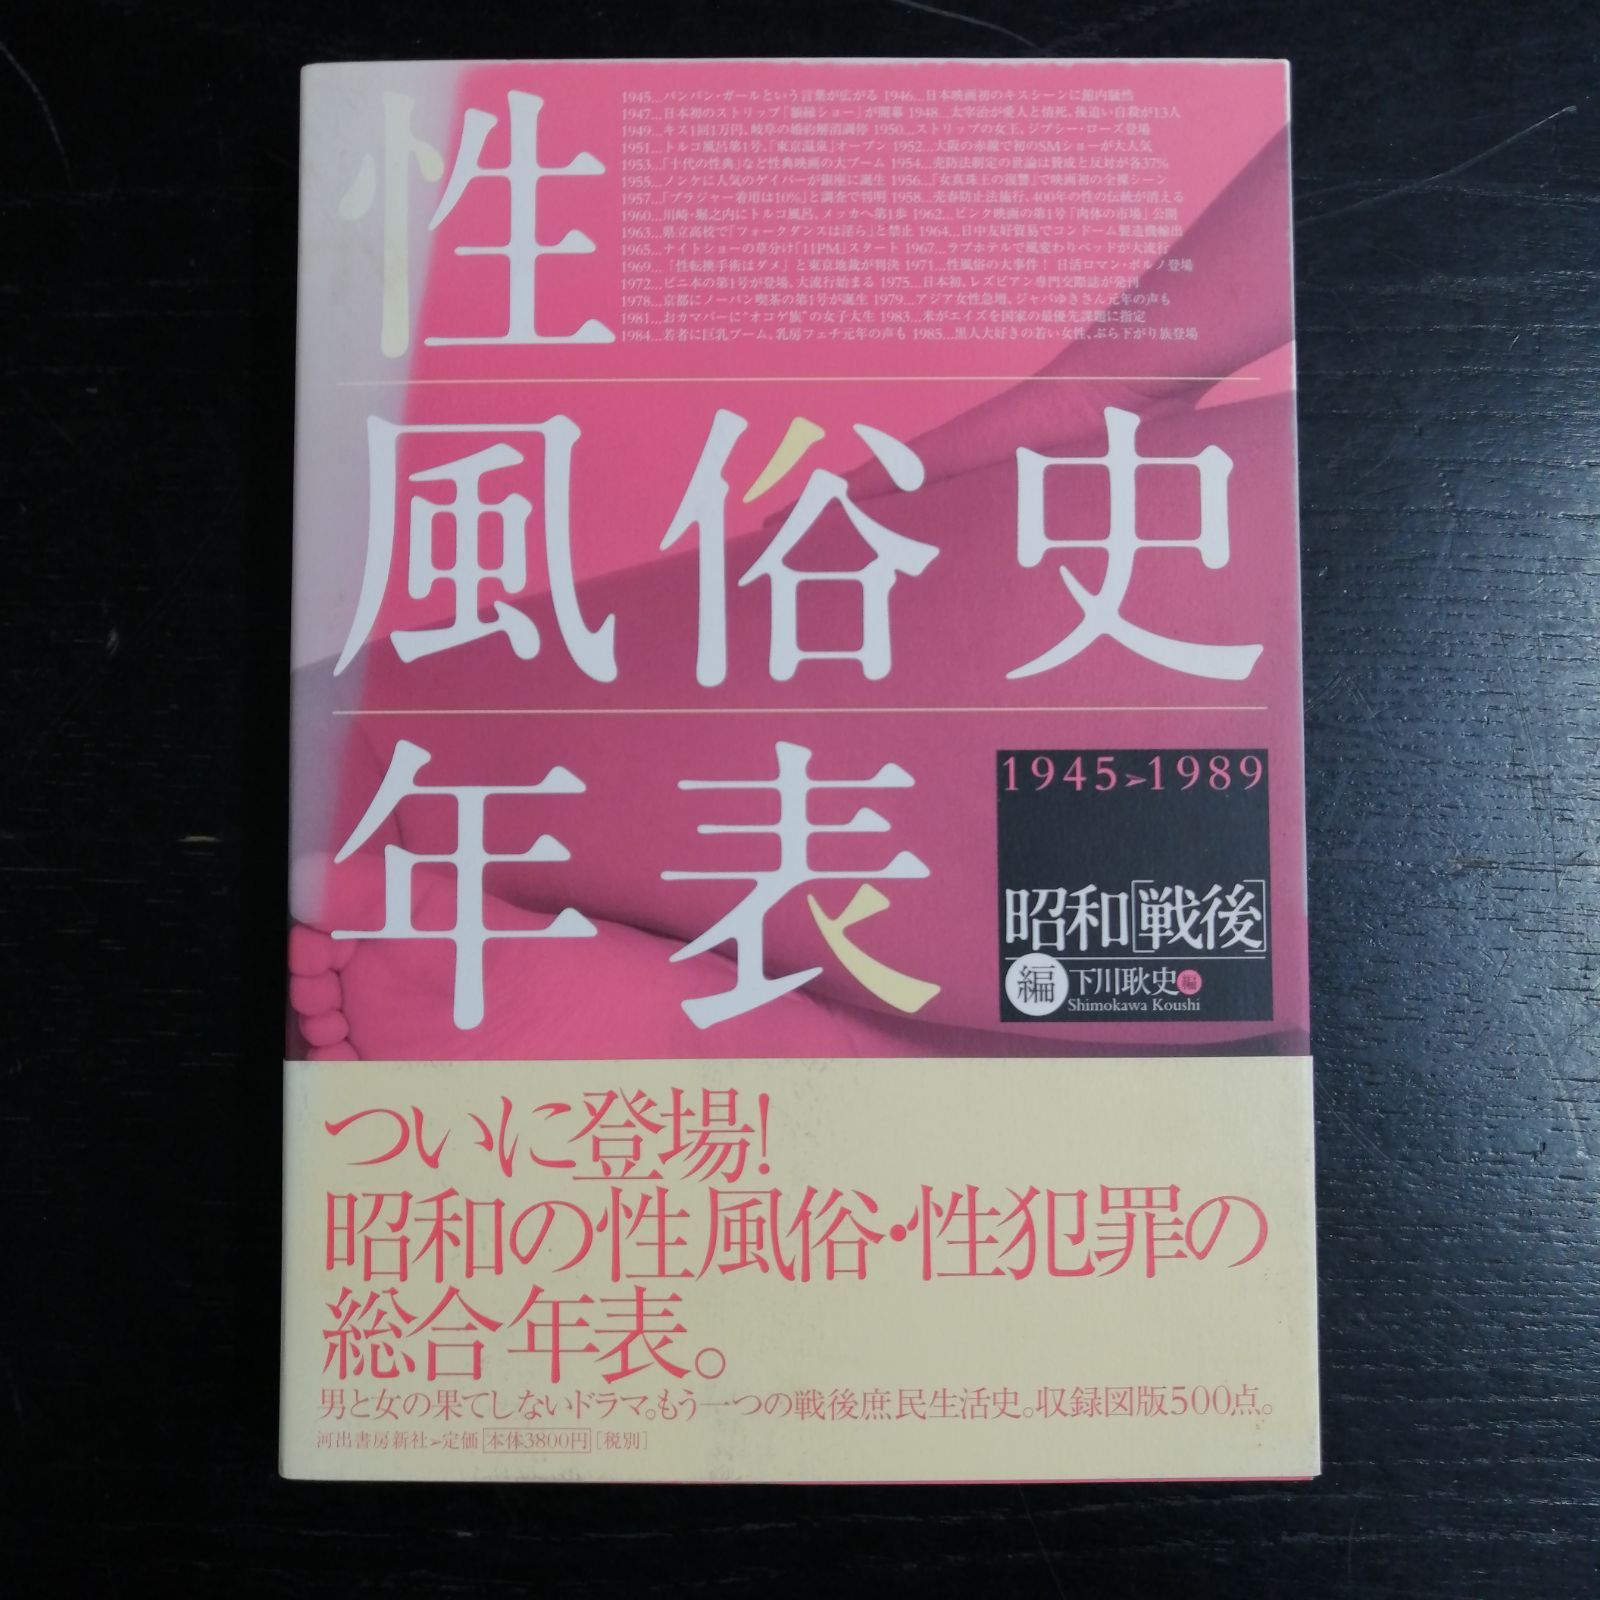 性
1945...パンパン・ガールという言葉が広がる 1946...日本映画初のキスシーンに館内騒然
1947...日本初のストリップ「額縁ショー」が開幕 1948...太宰治が愛人と情死、後追い自殺が13人
1949...キス1回1万円、岐阜の婚約解消調停 1950...ストリップの女王、ジプシー・ローズ登場
1951...トルコ風呂第1号、「東京温泉」オープン 1952...大阪の赤線で初のSMショーが大人気
1953...「十代の性典」など性典映画の大ブーム 1954...売防法制定の世論は賛成と反対が各37%
1955...ノンケに人気のゲイバーが銀座に誕生 1956...「女真珠王の復讐」で映画初の全裸シーン
1957...「ブラジャー着用は10%」と調査で判明 1958...売春防止法施行、400年の性の伝統が消える
1960...川崎・堀之内にトルコ風呂、メッカへ第1歩 1962...ピンク映画の第1号「肉体の市場」公開
1963...県立高校で「フォークダンスは淫ら」と禁止 1964...日中友好貿易でコンドーム製造機輸出
1965...ナイトショーの草分け「11PM」スタート 1967...ラブホテルで風変わりベッドが大流行
1969...「性転換手術はダメ」と東京地裁が判決 1971...性風俗の大事件! 日活ロマン・ポルノ登場
1972...ビニ本の第1号が登場、大流行始まる 1975...日本初、レズビアン専門交際誌が発刊
1978...京都にノーパン喫茶の第1号が誕生 1979...アジア女性急増、ジャパゆきさん元年の声も
1981...おカマバーに“オコゲ族”の女子大生 1983...米がエイズを国家の最優先課題に指定
1984...若者に巨乳ブーム、乳房フェチ元年の声も 1985...黒人大好きの若い女性、ぶら下がり族登場
風俗史
年表
1945➢1989
昭和[戦後]
編 下川耿史 編
Shimokawa Koushi
ついに登場!
昭和の性風俗・性犯罪の
総合年表。
男と女の果てしないドラマ。もう一つの戦後庶民生活史。収録図版500点。
河出書房新社➢定価 本体3800円 [税別]